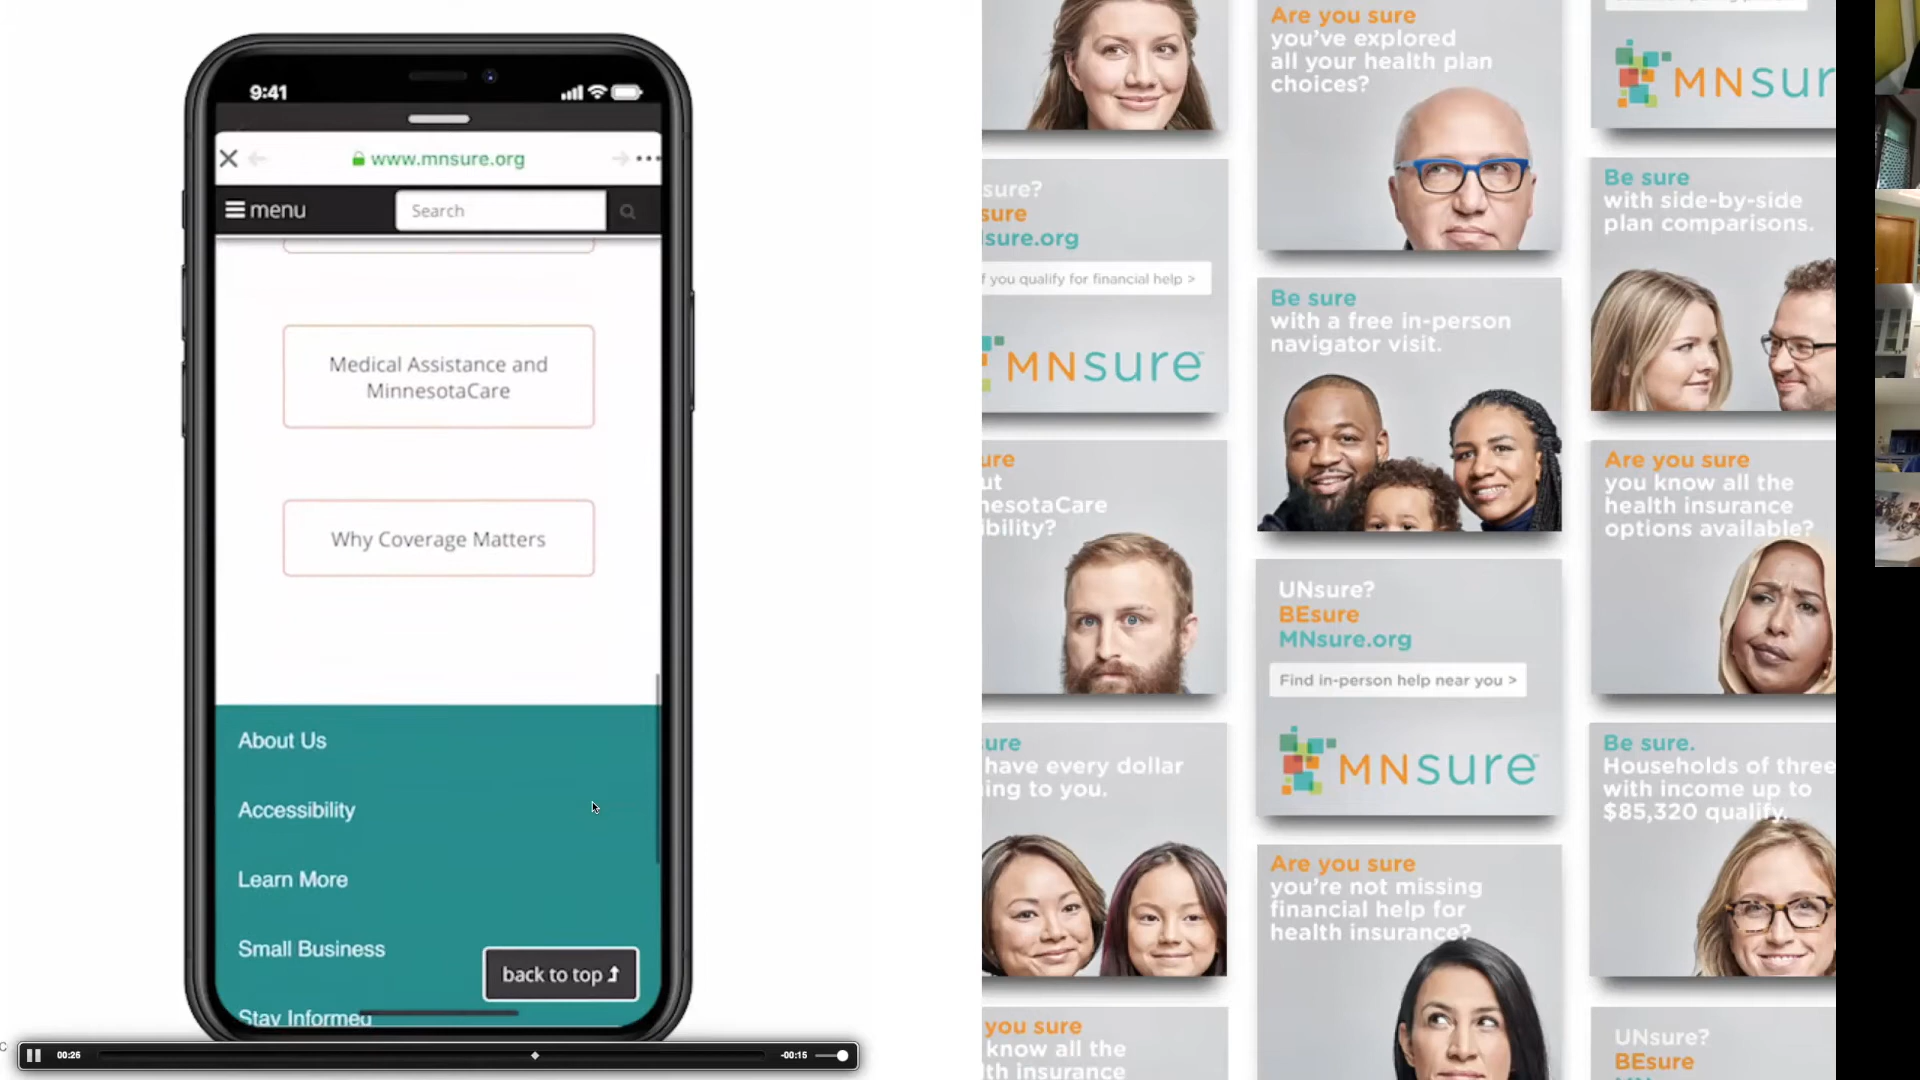 9:41
www.mnsure.org
menu
Search
Medical Assistance and
MinnesotaCare
Why Coverage Matters
About Us
Accessibility
Learn More
Small Business
back to top
Stay Informed
00:26
-00:15
sure?
sure
sure.org
f you qualify for financial help >
MNsure
ure
ut
nesotaCare
ibility?
ure
have every dollar
ing to you.
you sure
know all the
lth insurance
Are you sure
you've explored
all your health plan
choices?
Be sure
with a free in-person
navigator visit.
UNsure?
BEsure
MNsure.org
Find in-person help near you >
MNsure
Are you sure
you're not missing
financial help for
health insurance?
MNsur
Be sure
with side-by-side
plan comparisons.
Are you sure
you know all the
health insurance
options available?
Be sure.
Households of three
with income up to
$85,320 qualify.
UNsure?
BEsure